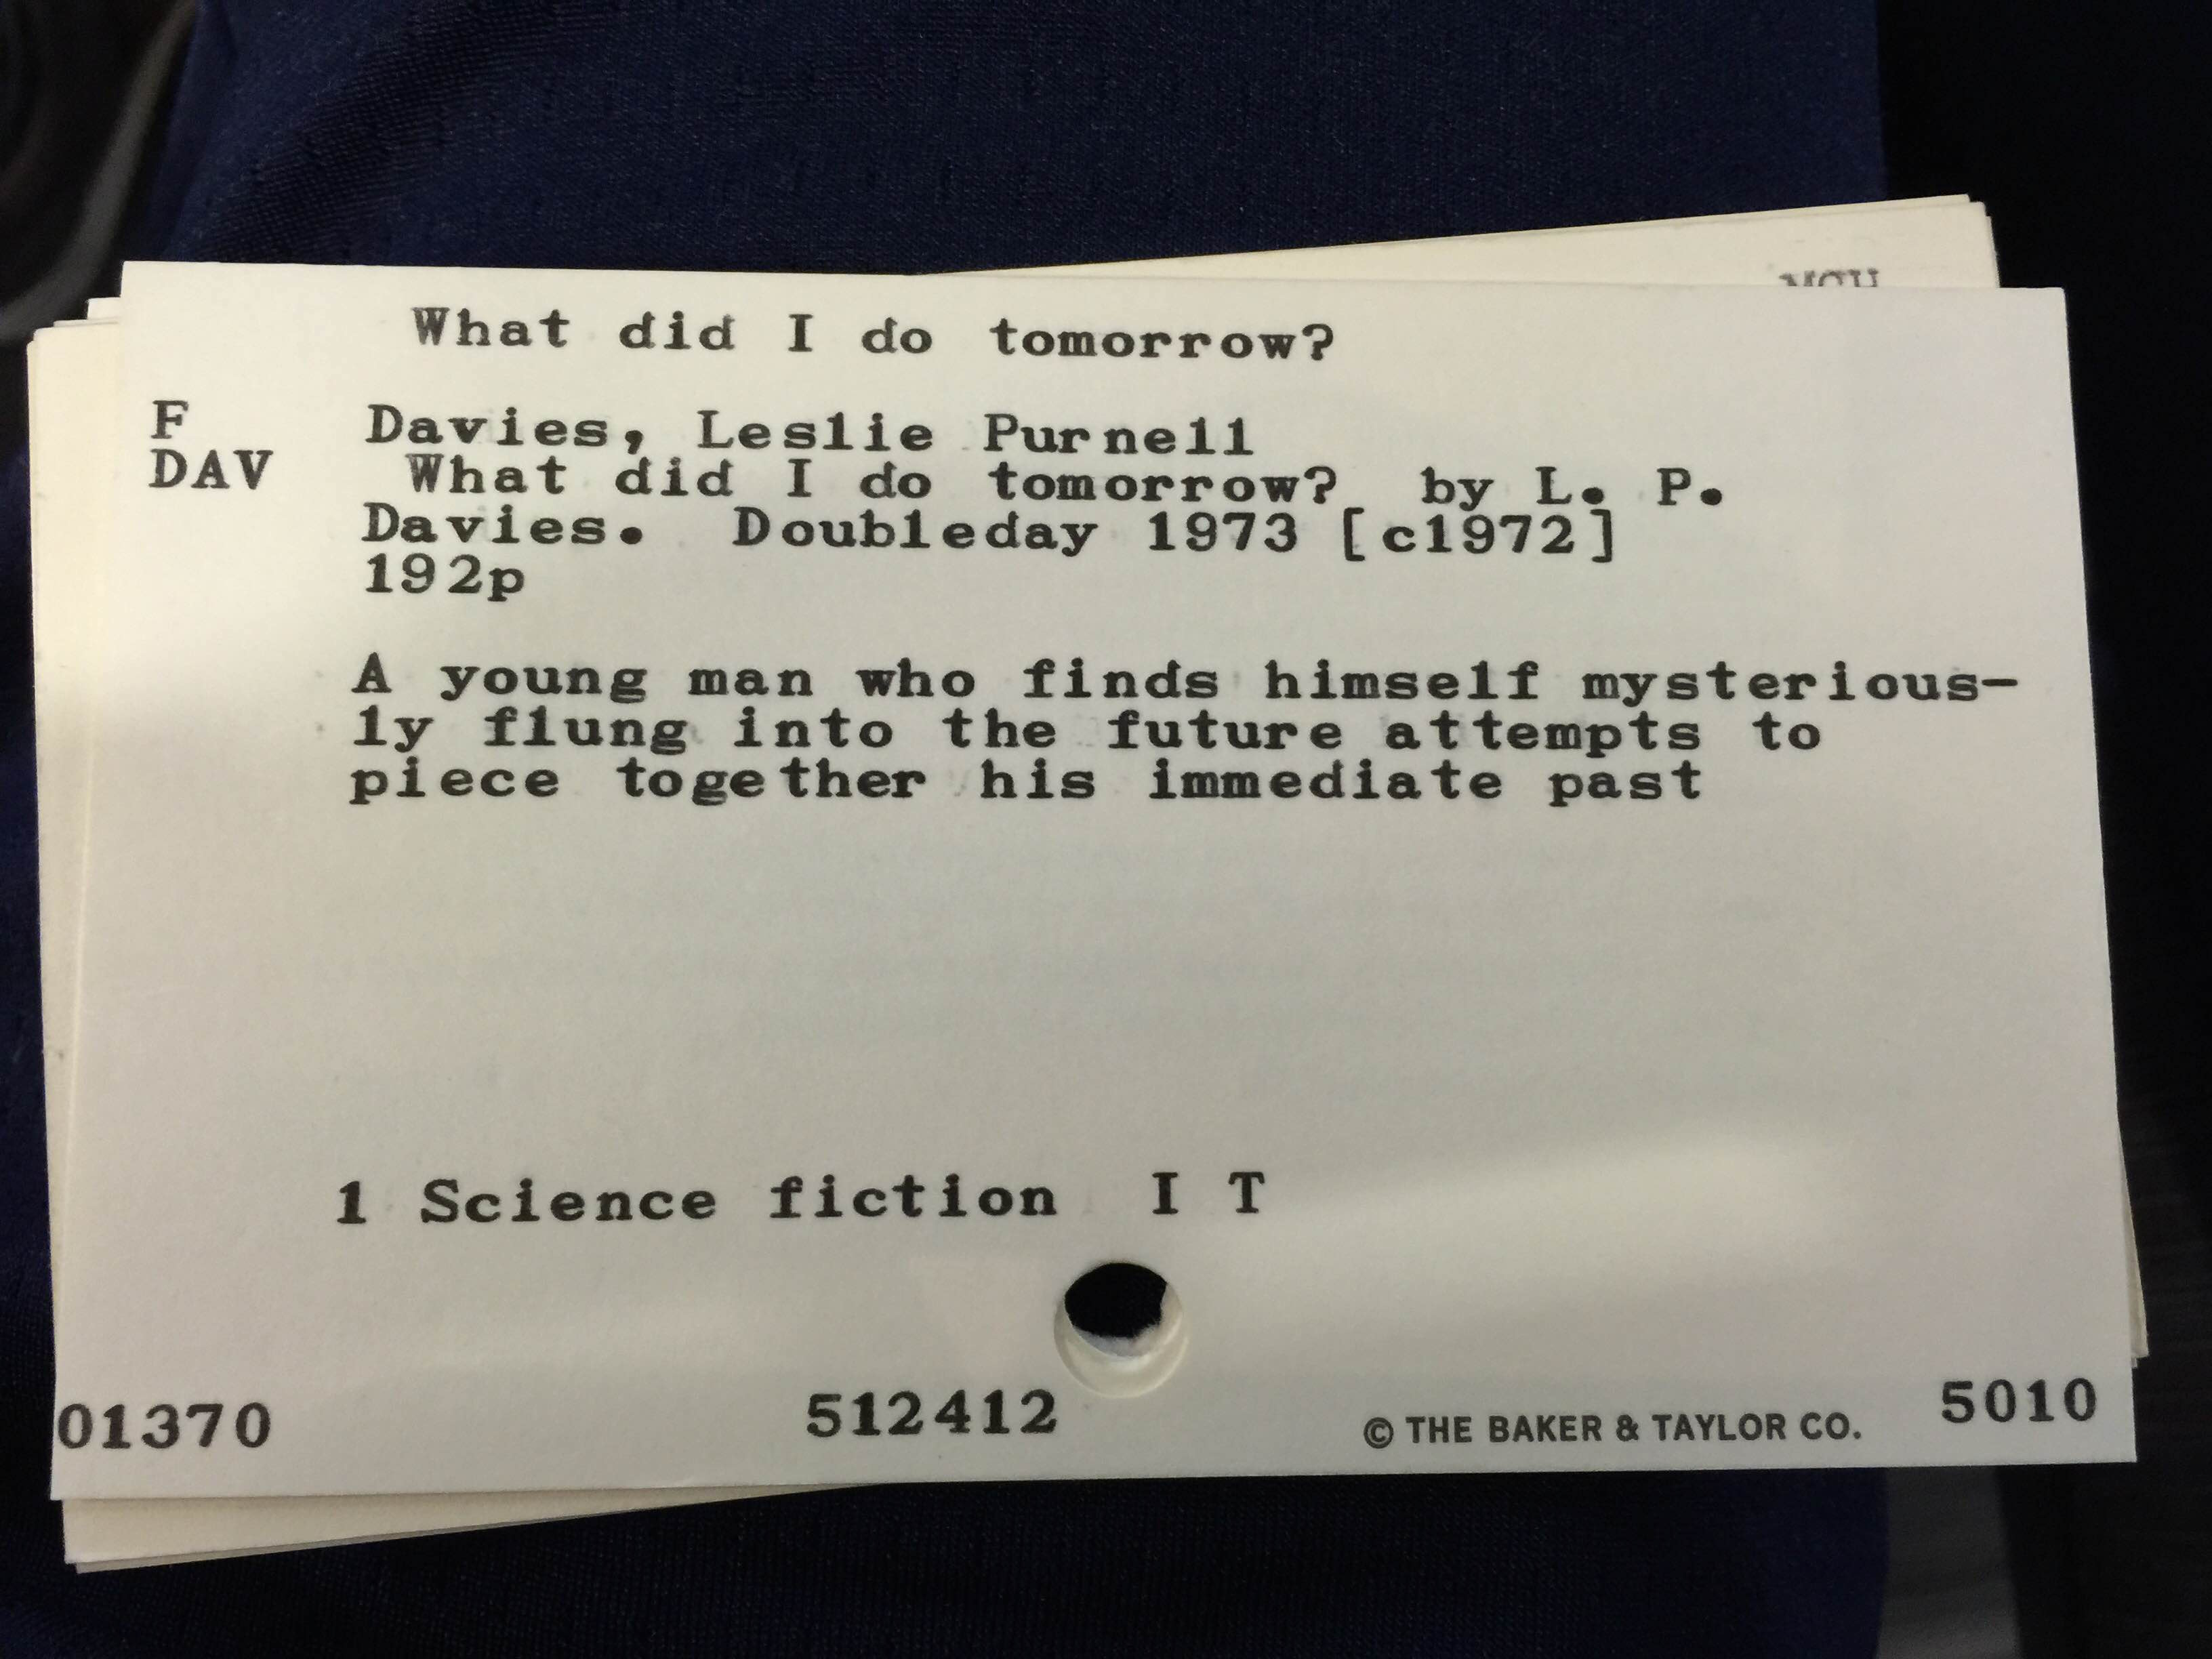 What did I do tomorrow?
F Davies, Leslie Purnell
DAV What did I do tomorrow? by L. P.
Davies. Doubleday 1973 [c1972]
192p
A young man who finds himself mysterious-
ly flung into the future attempts to
piece together his immediate past
1 Science fiction I T
01370 512412 © THE BAKER & TAYLOR CO. 5010